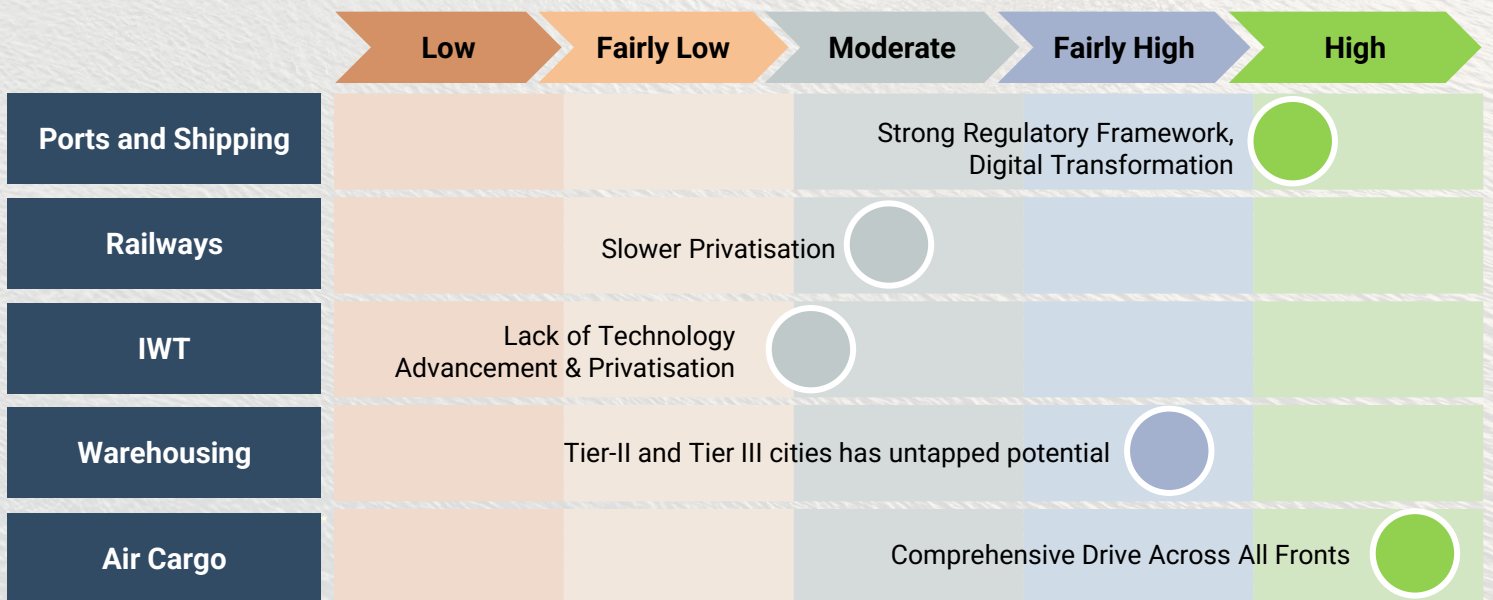 Low
Fairly Low
Moderate
Fairly High
High
Ports and Shipping
Strong Regulatory Framework,
Digital Transformation
Railways
Slower Privatisation
IWT
Lack of Technology
Advancement & Privatisation
Warehousing
Tier-II and Tier III cities has untapped potential
Air Cargo
Comprehensive Drive Across All Fronts